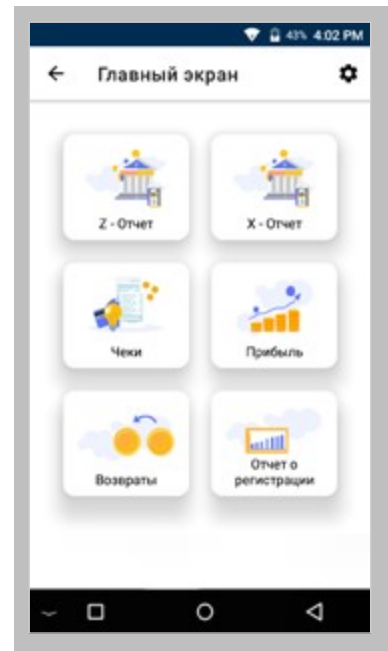 43% 4:02 PM
Главный экран
Z - Отчет
X - Отчет
Чеки
Прибыль
Возвраты
Отчет о
регистрации